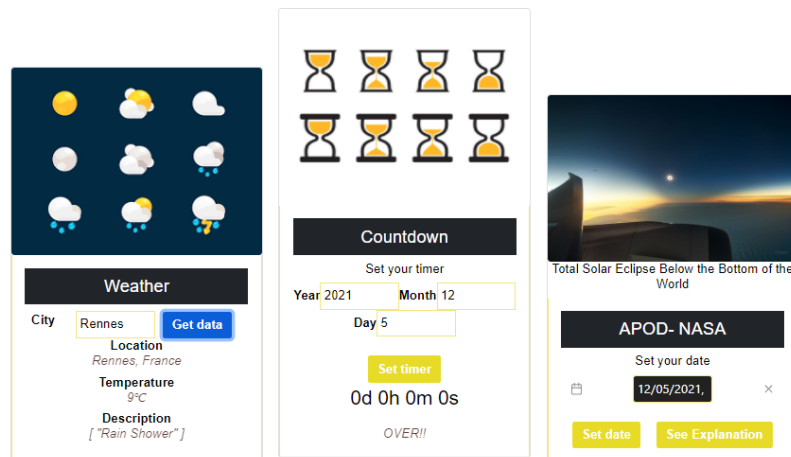 Weather
City Rennes Get data
Location
Rennes, France
Temperature
9°C
Description
[ "Rain Shower" ]
Countdown
Set your timer
Year 2021 Month 12
Day 5
Set timer
0d 0h 0m 0s
OVER!!
Total Solar Eclipse Below the Bottom of the
World
APOD- NASA
Set your date
12/05/2021,
Set date See Explanation